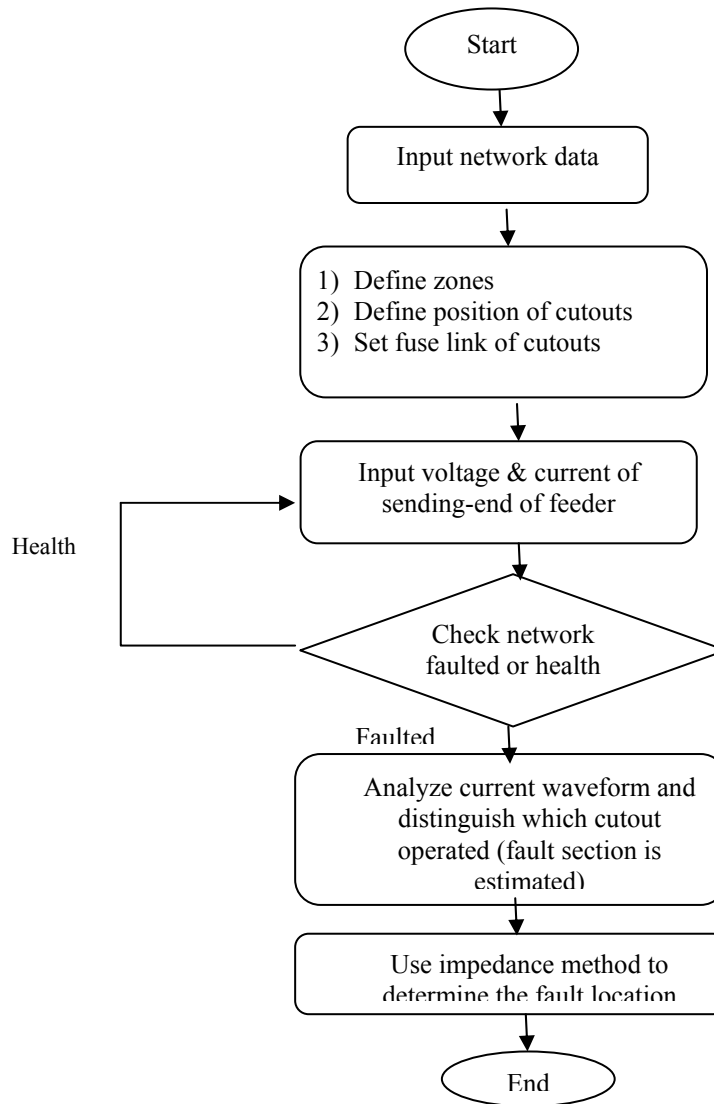 Start
Input network data
1) Define zones
2) Define position of cutouts
3) Set fuse link of cutouts
Input voltage & current of
sending-end of feeder
Health
Check network
faulted or health
Faulted
Analyze current waveform and
distinguish which cutout
operated (fault section is
estimated)
Use impedance method to
determine the fault location
End